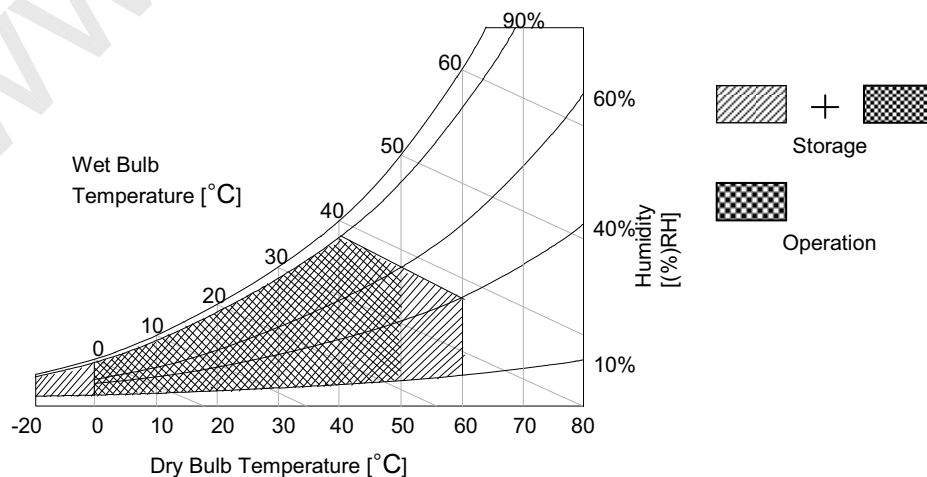 90%
60
60%
50
Storage
Wet Bulb
Temperature [°C]
40
40%
Humidity
[(%)RH]
Operation
30
20
10
0
10%
-20 0 10 20 30 40 50 60 70 80
Dry Bulb Temperature [°C]